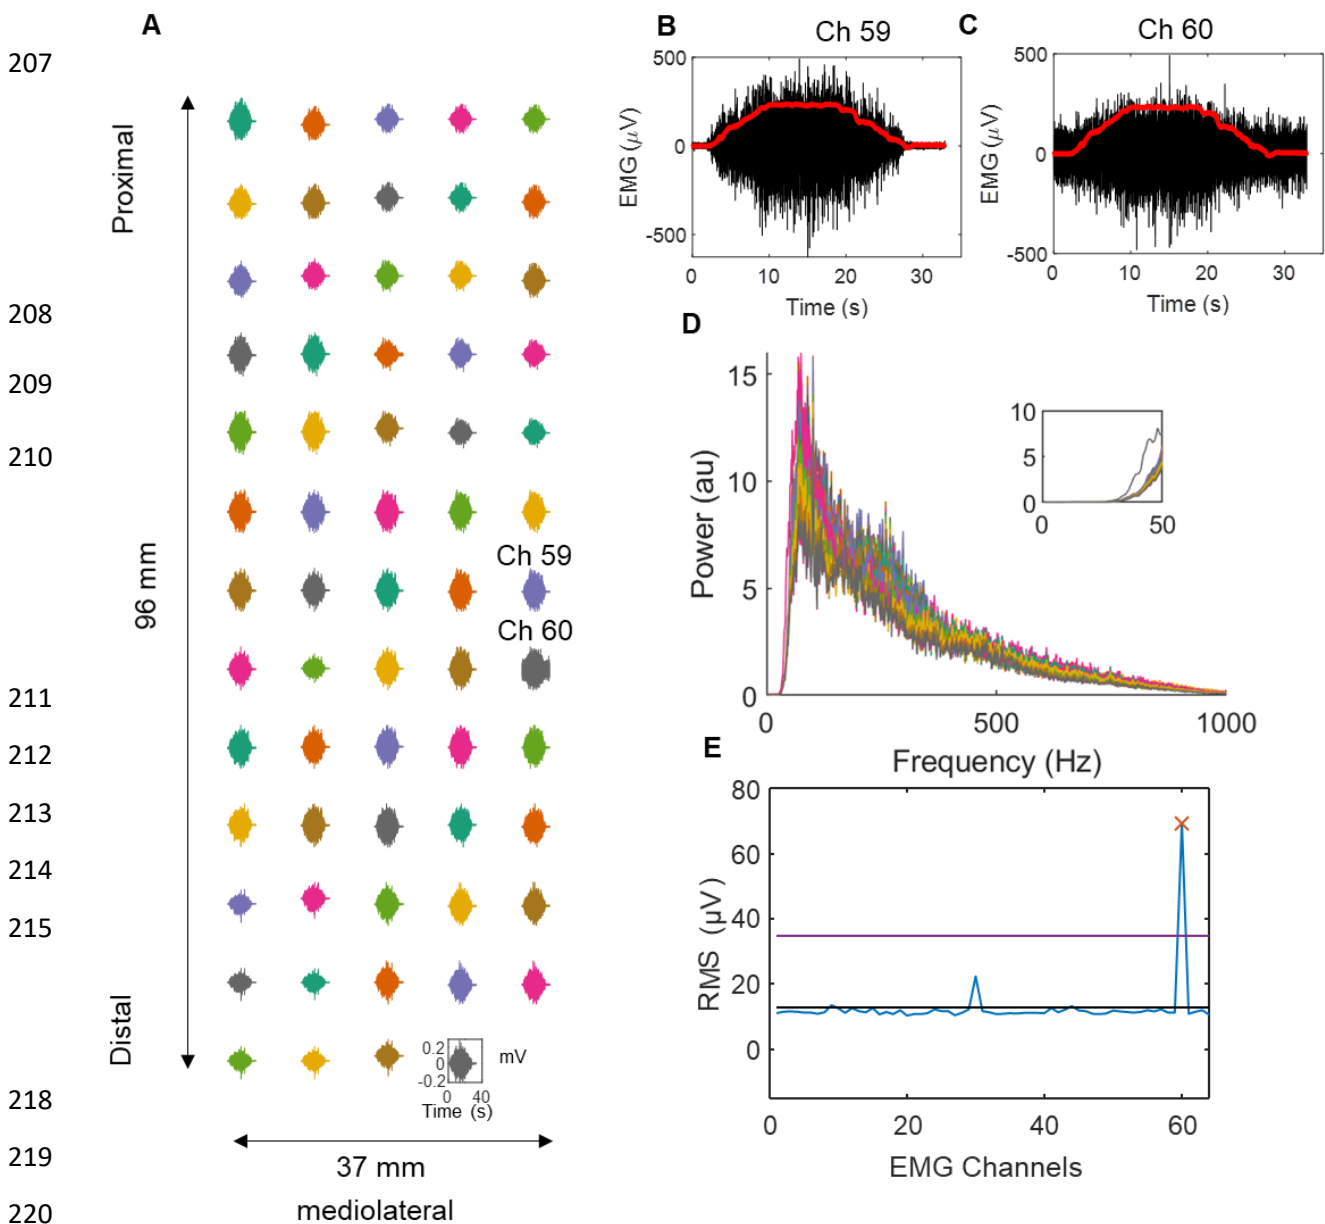 207
A
Proximal
96 mm
Distal
Ch 59
Ch 60
0.2
0
-0.2
mV
0 40
Time (s)
37 mm
mediolateral
B
Ch 59
500
0
-500
EMG (μV)
0 10 20 30
Time (s)
C
Ch 60
500
0
-500
EMG (μV)
0 10 20 30
Time (s)
208
209
210
D
15
10
5
0
Power (au)
10
5
0
0 50
0 500 1000
Frequency (Hz)
211
212
213
214
215
E
80
60
40
20
0
RMS (μV)
0 20 40 60
EMG Channels
218
219
220